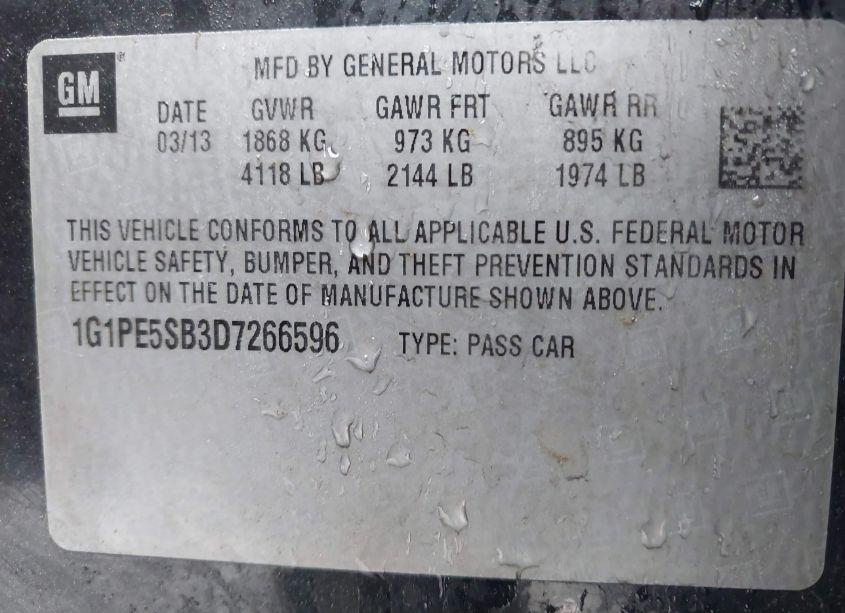 GM
MFD BY GENERAL MOTORS LLC
DATE GVWR GAWR FRT GAWR RR
03/13 1868 KG 973 KG 895 KG
4118 LB 2144 LB 1974 LB
THIS VEHICLE CONFORMS TO ALL APPLICABLE U.S. FEDERAL MOTOR
VEHICLE SAFETY, BUMPER, AND THEFT PREVENTION STANDARDS IN
EFFECT ON THE DATE OF MANUFACTURE SHOWN ABOVE.
1G1PE5SB3D7266596 TYPE: PASS CAR